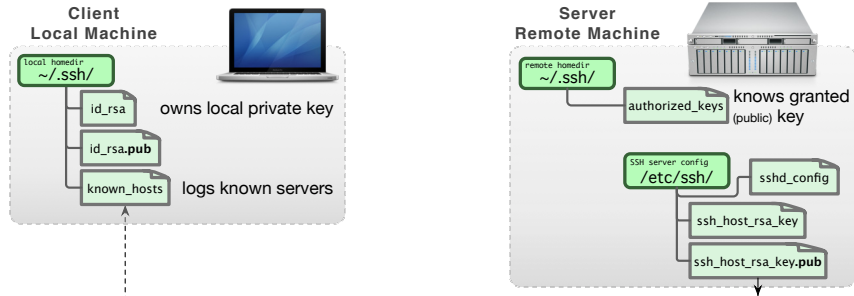 Client
Local Machine
local homedir
~/.ssh/
id_rsa
owns local private key
id_rsa.pub
known_hosts
logs known servers
Server
Remote Machine
remote homedir
~/.ssh/
authorized_keys
knows granted
(public) key
SSH server config
/etc/ssh/
sshd_config
ssh_host_rsa_key
ssh_host_rsa_key.pub